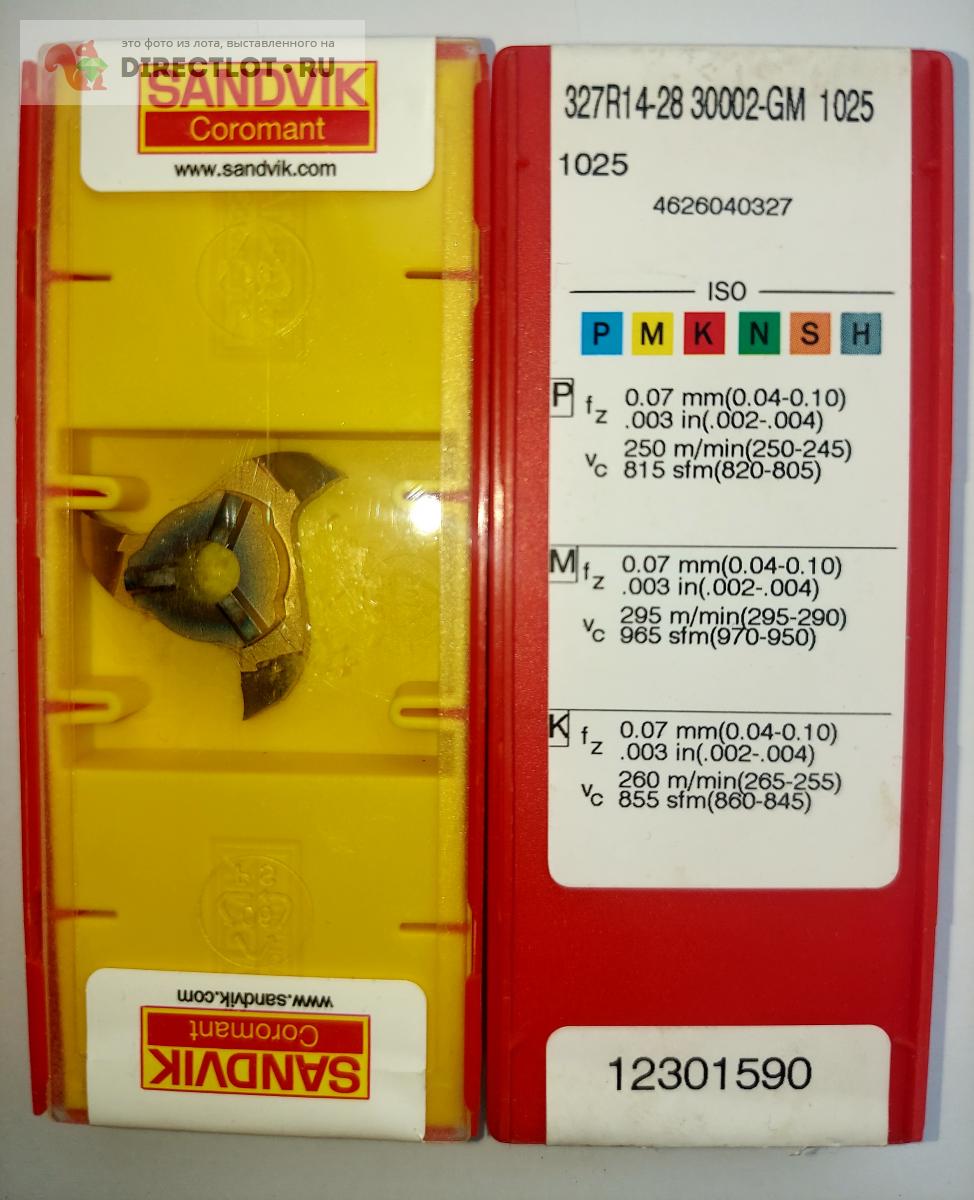 это фото из лота, выставленного на
DIRECTLOT.RU
SANDVIK
Coromant
www.sandvik.com
www.sandvik.com
Coromant
SANDVIK
327R14-28 30002-GM 1025
1025
4626040327
ISO
P M K N S H
P fz 0.07 mm(0.04-0.10)
.003 in(.002-.004)
vc 250 m/min(250-245)
815 sfm(820-805)
M fz 0.07 mm(0.04-0.10)
.003 in(.002-.004)
vc 295 m/min(295-290)
965 sfm(970-950)
K fz 0.07 mm(0.04-0.10)
.003 in(.002-.004)
vc 260 m/min(265-255)
855 sfm(860-845)
12301590